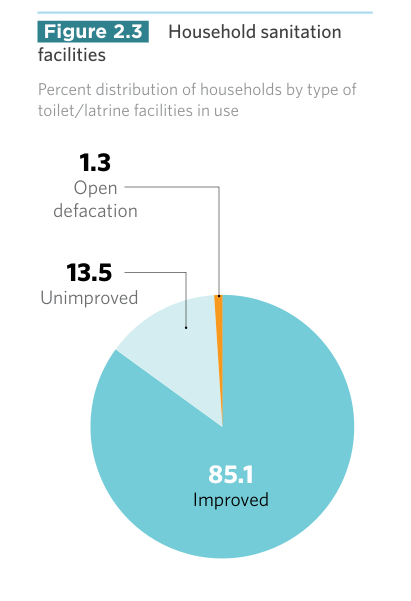 Figure 2.3 Household sanitation
facilities
Percent distribution of households by type of
toilet/latrine facilities in use
1.3
Open
defacation
13.5
Unimproved
85.1
Improved